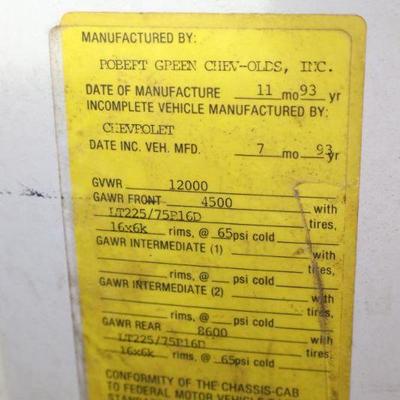 MANUFACTURED BY:
POBEFT GPEEN CHEV--OLDS, INC.
DATE OF MANUFACTURE 11 mo 93 yr
INCOMPLETE VEHICLE MANUFACTURED BY:
CHEVPOLET
DATE INC. VEH. MFD. 7 mo 93 yr
GVWR 12000
GAWR FRONT 4500 with
LT225/75P16D tires,
16x6k rims, @ 65 psi cold
GAWR INTERMEDIATE (1) with
tires,
rims, @ psi cold
GAWR INTERMEDIATE (2) with
tires,
rims, @ psi cold
GAWR REAR 8600 with
LT225/75P16D tires,
16x6k rims, @ 65 psi cold
CONFORMITY OF THE CHASSIS-CAB
TO FEDERAL MOTOR VEHICLE